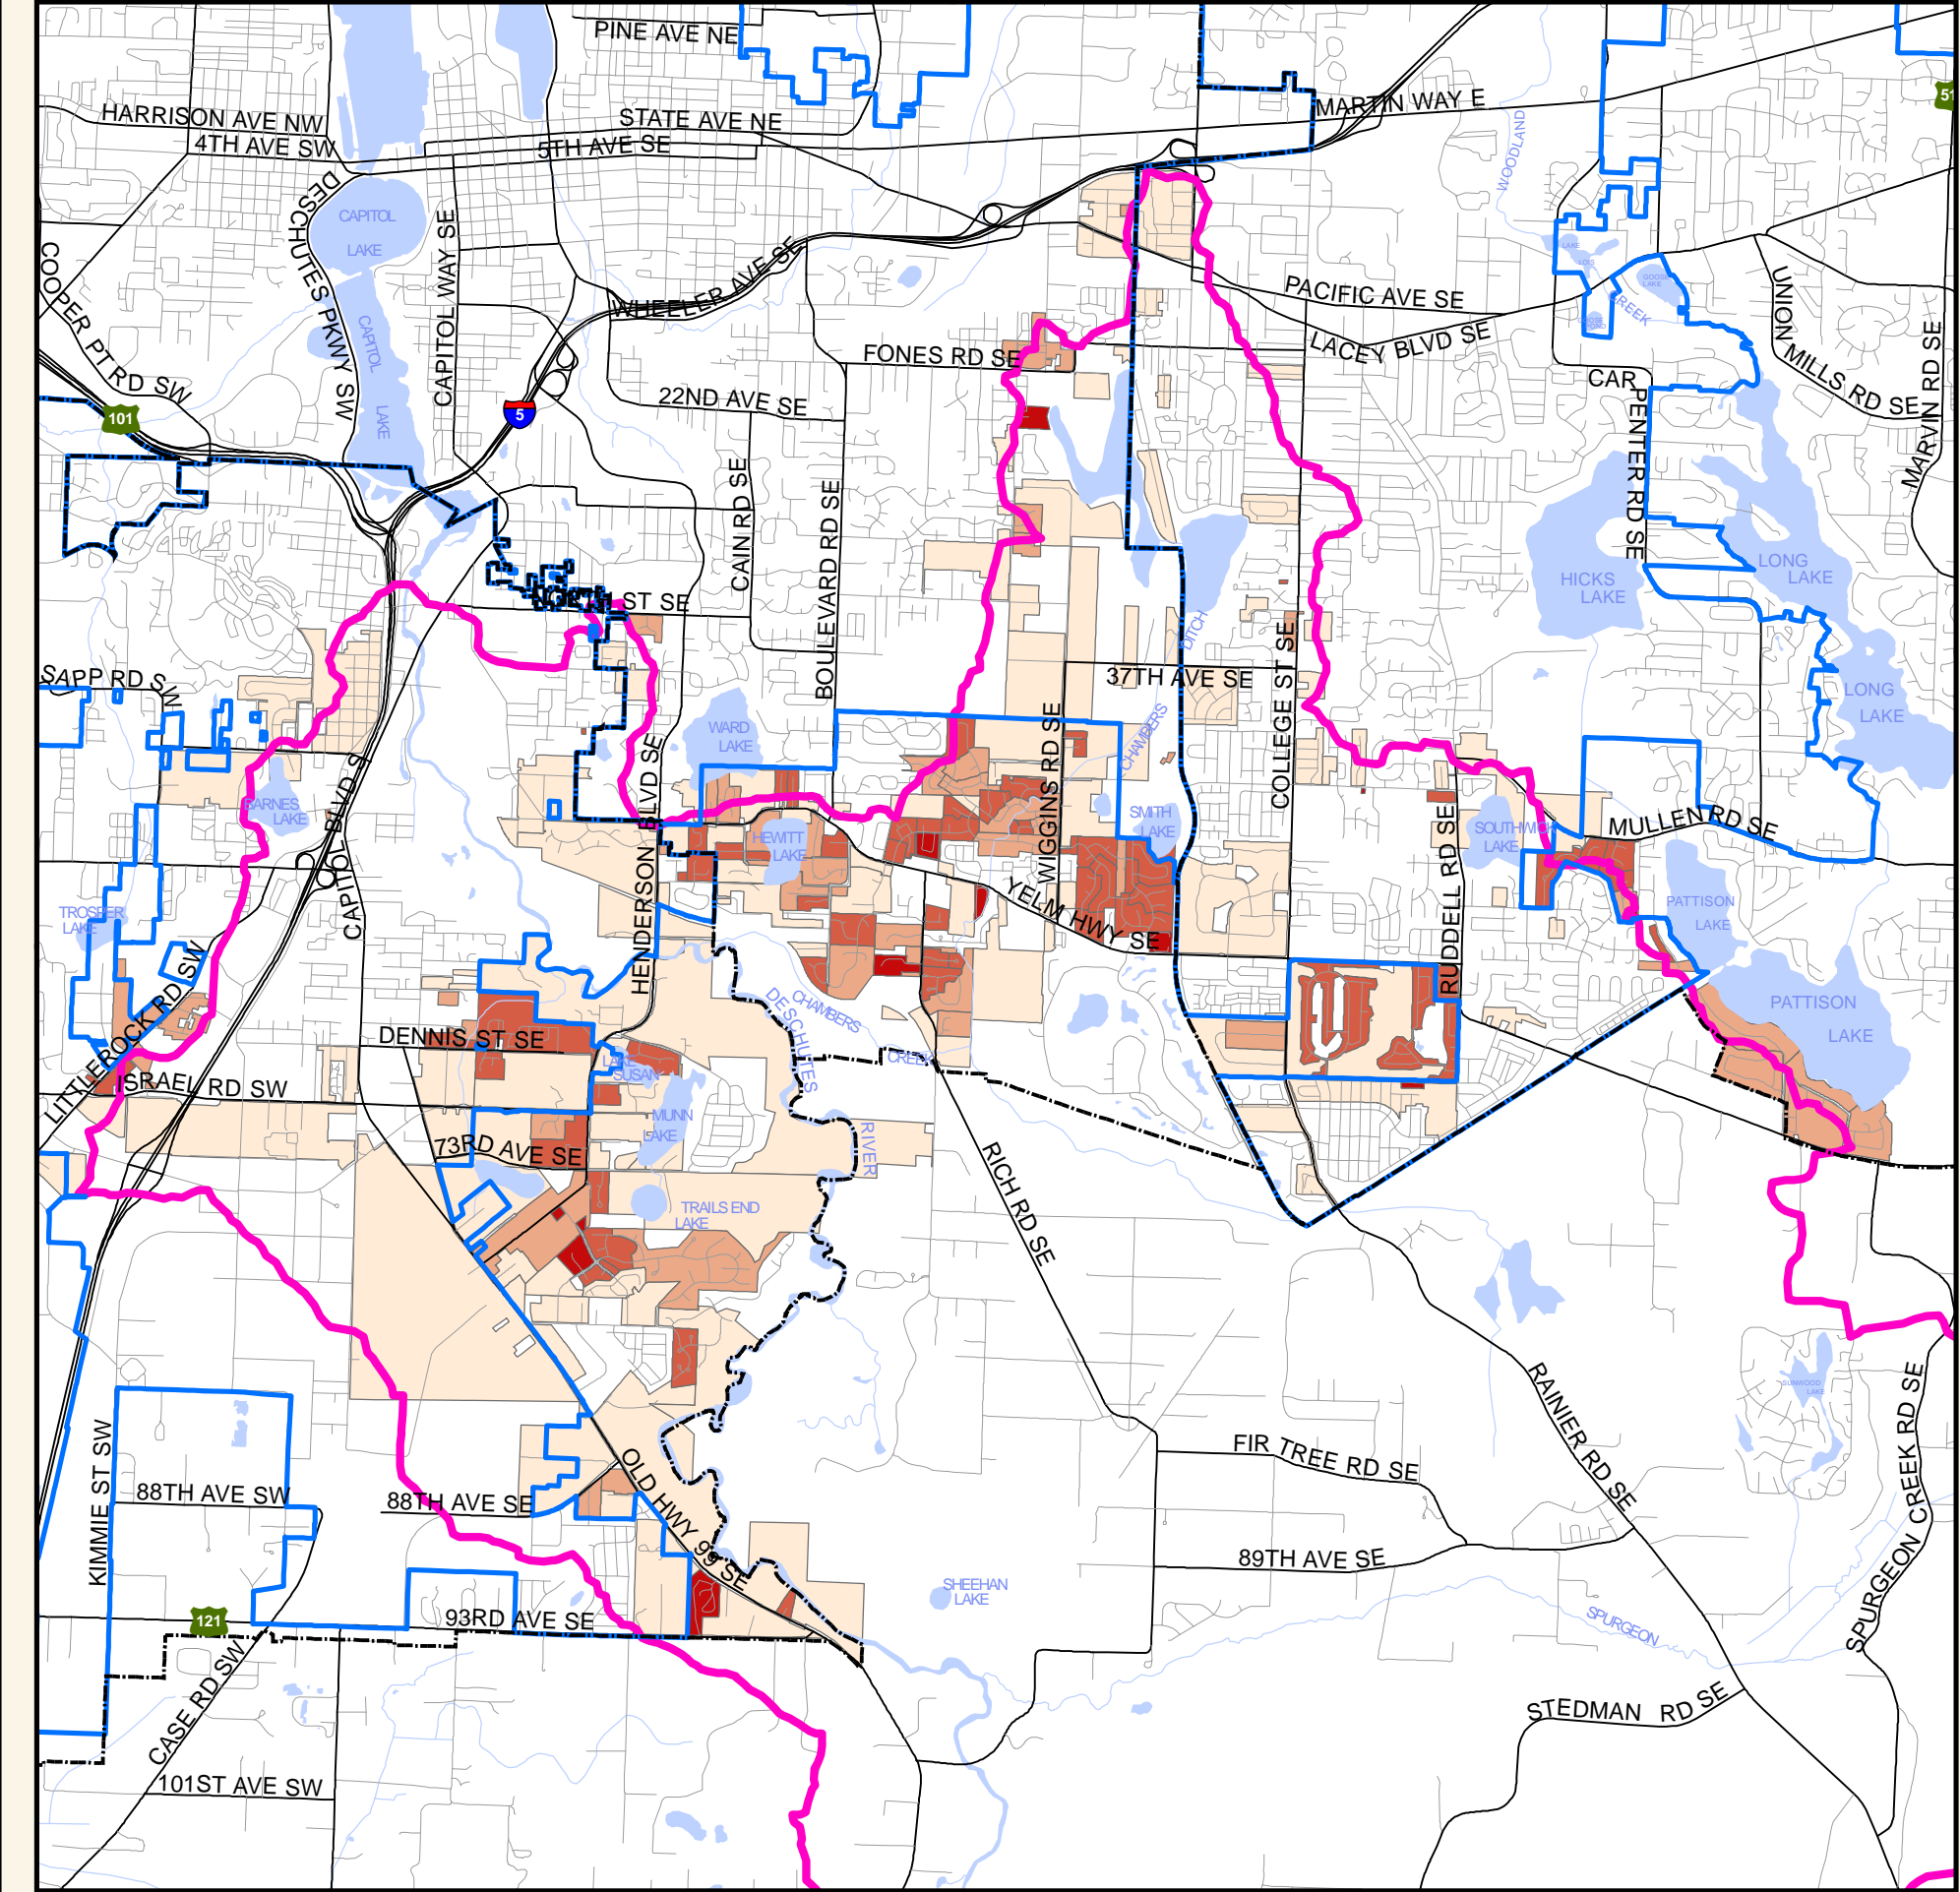 PINE AVE NE
HARRISON AVE NW
STATE AVE NE
MARTIN WAY E
51
4TH AVE SW
5TH AVE SE
WOODLAND
DESCHUTES PKWY SW
CAPITOL
LAKE
CAPITOL WAY SE
COOPER PT RD SW
WHEELER AVE SE
PACIFIC AVE SE
LAKE
LOIS
GOOSE
LAKE
CREEK
UNION MILLS RD SE
CAPITOL
LAKE
FONES RD SE
LACEY BLVD SE
MARVIN RD SE
101
5
22ND AVE SE
CARPENTER RD SE
CAIN RD SE
BOULEVARD RD SE
LONG
LAKE
HICKS
LAKE
NORTH ST SE
DITCH
SAPP RD SW
37TH AVE SE
COLLEGE ST SE
LONG
LAKE
WARD
LAKE
WIGGINS RD SE
CHAMBERS
HENDERSON BLVD SE
BARNES
LAKE
CAPITOL BLVD S
HEWITT
LAKE
SMITH
LAKE
RUDDELL RD SE
SOUTHWICK
LAKE
MULLEN RD SE
TROSPER
LAKE
YELM HWY SE
PATTISON
LAKE
LITTLEROCK RD SW
DESCHUTES
CHAMBERS
CREEK
PATTISON
LAKE
DENNIS ST SE
LAKE
SUSAN
ISRAEL RD SW
MUNN
LAKE
RIVER
73RD AVE SE
RICH RD SE
TRAILS END
LAKE
SUNWOOD
LAKE
RAINIER RD SE
SPURGEON CREEK RD SE
KIMMIE ST SW
OLD HWY 99 SE
FIR TREE RD SE
88TH AVE SW
88TH AVE SE
89TH AVE SE
SHEEHAN
LAKE
121
93RD AVE SE
SPURGEON
CASE RD SW
STEDMAN RD SE
101ST AVE SW